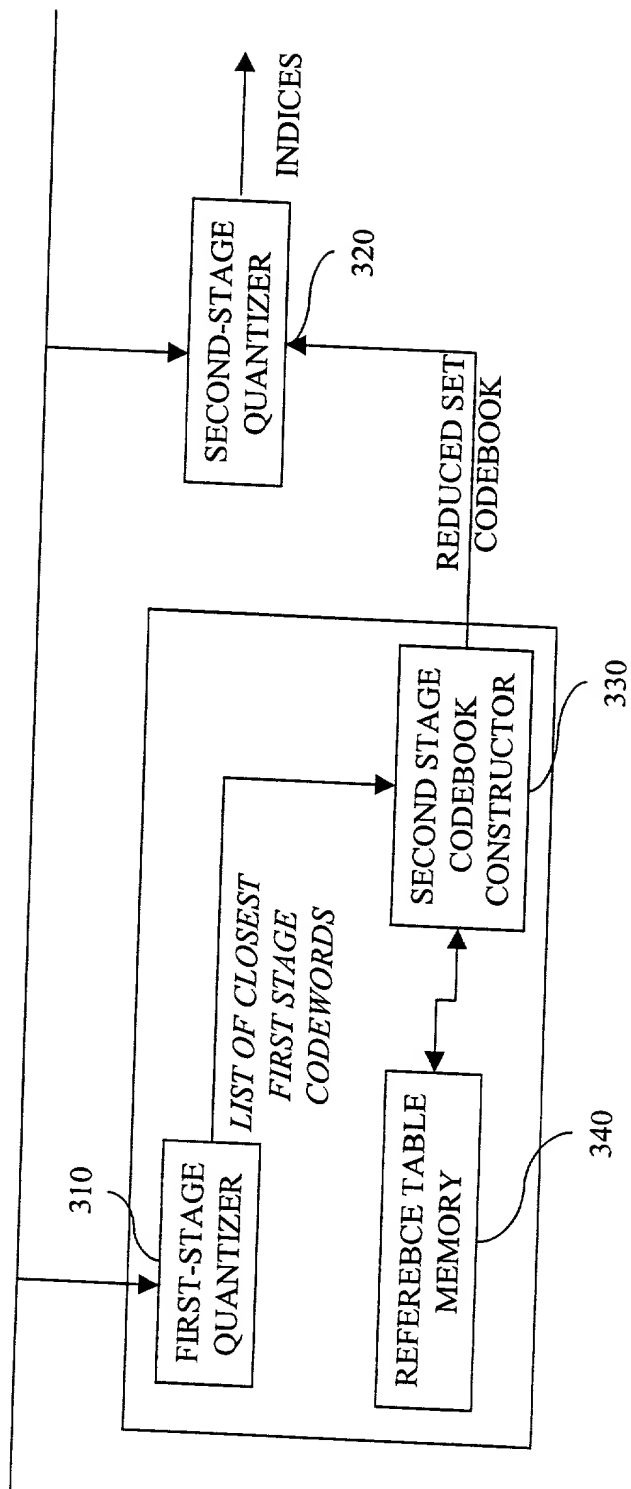 310
FIRST-STAGE
QUANTIZER
LIST OF CLOSEST
FIRST STAGE
CODEWORDS
REFEREBCE TABLE
MEMORY
340
SECOND STAGE
CODEBOOK
CONSTRUCTOR
330
REDUCED SET
CODEBOOK
SECOND-STAGE
QUANTIZER
320
INDICES